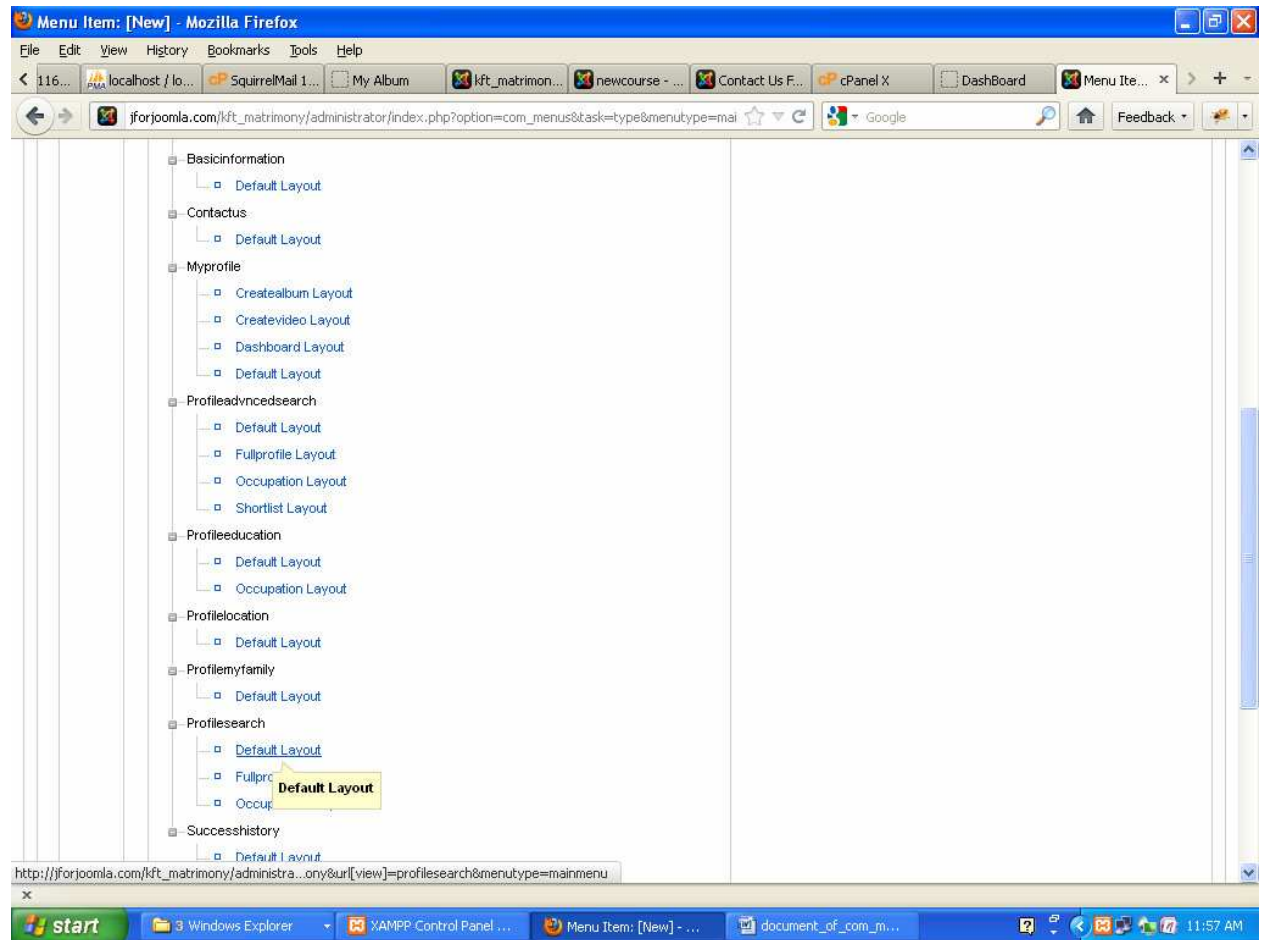 Menu Item: [New] - Mozilla Firefox
File Edit View History Bookmarks Tools Help
116... localhost / lo... SquirrelMail 1... My Album kft_matrimon... newcourse - ... Contact Us F... cPanel X DashBoard Menu Ite...
jforjoomla.com/kft_matrimony/administrator/index.php?option=com_menus&task=type&menutype=mai Google Feedback
Basicinformation
Default Layout
Contactus
Default Layout
Myprofile
Createalbum Layout
Createvideo Layout
Dashboard Layout
Default Layout
Profileadvncedsearch
Default Layout
Fullprofile Layout
Occupation Layout
Shortlist Layout
Profileeducation
Default Layout
Occupation Layout
Profilelocation
Default Layout
Profilemyfamily
Default Layout
Profilesearch
Default Layout
Fullpro
Default Layout
Occup
Successhistory
Default Layout
http://jforjoomla.com/kft_matrimony/administra...ony&url[view]=profilesearch&menutype=mainmenu
start 3 Windows Explorer XAMPP Control Panel ... Menu Item: [New] - ... document_of_com_m... 11:57 AM